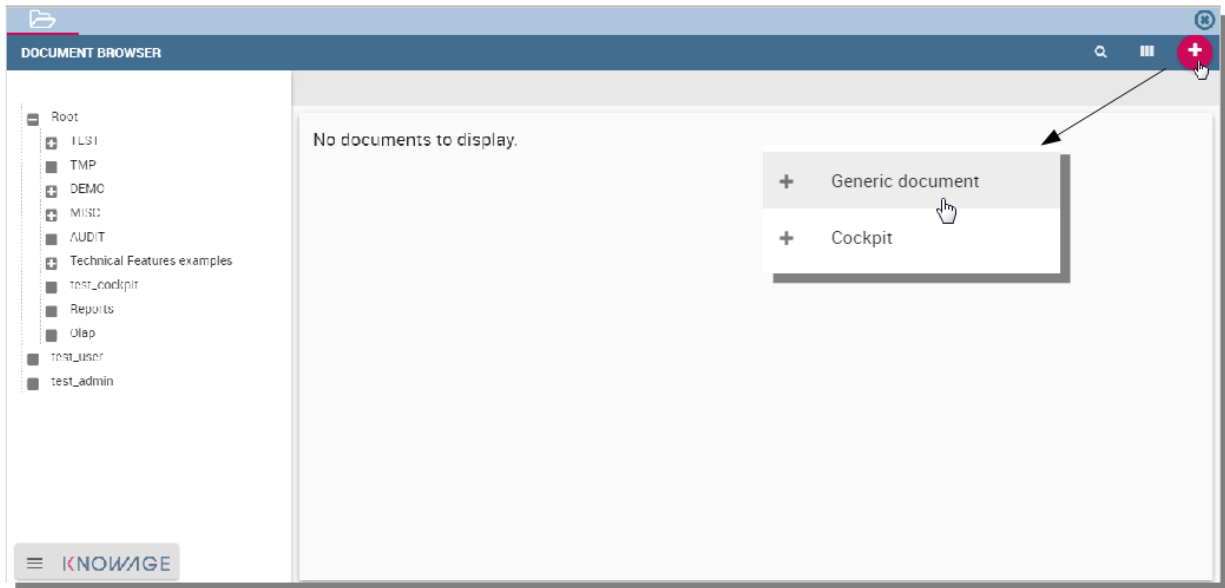 DOCUMENT BROWSER
Root
TEST
TMP
DEMO
MISC
AUDIT
Technical Features examples
test_cockpit
Reports
Olap
test_user
test_admin
No documents to display.
Generic document
Cockpit
KNOWAGE